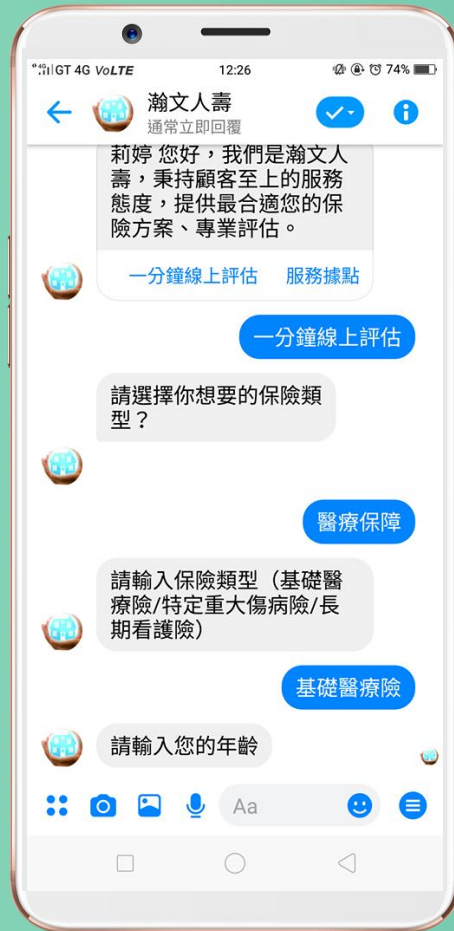 4G GT 4G VoLTE 12:26 74%
瀚文人壽
通常立即回覆
莉婷 您好，我們是瀚文人
壽，秉持顧客至上的服務
態度，提供最合適您的保
險方案、專業評估。
一分鐘線上評估 服務據點
一分鐘線上評估
請選擇你想要的保險類
型？
醫療保障
請輸入保險類型（基礎醫
療險/特定重大傷病險/長
期看護險）
基礎醫療險
請輸入您的年齡
Aa